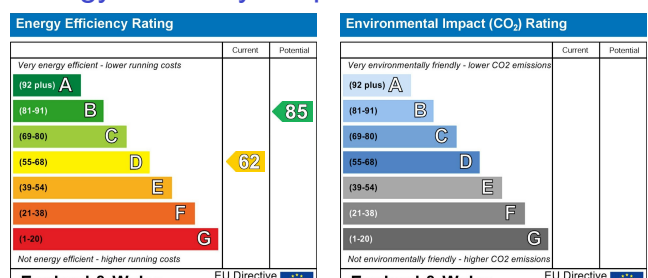 Energy Efficiency Rating
Current Potential
Very energy efficient - lower running costs
(92 plus) A
(81-91) B
85
(69-80) C
(55-68) D
62
(39-54) E
(21-38) F
(1-20) G
Not energy efficient - higher running costs
EU Directive
Environmental Impact (CO₂) Rating
Current Potential
Very environmentally friendly - lower CO2 emissions
(92 plus) A
(81-91) B
(69-80) C
(55-68) D
(39-54) E
(21-38) F
(1-20) G
Not environmentally friendly - higher CO2 emissions
EU Directive